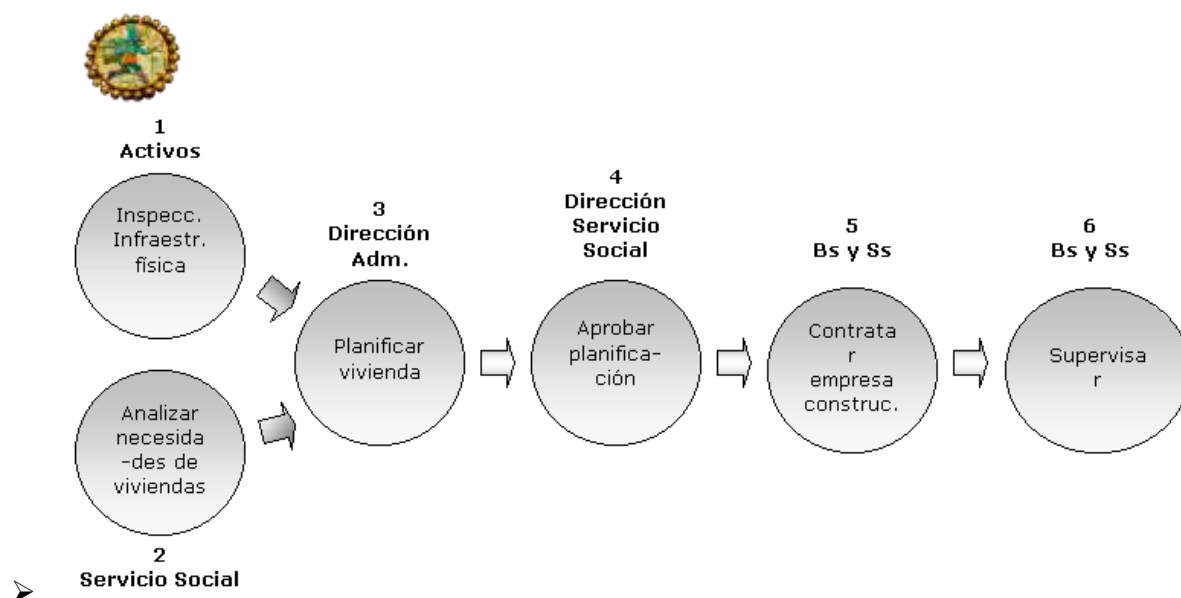 1
Activos
Inspecc.
Infraestr.
física
Analizar
necesida
-des de
viviendas
2
Servicio Social
3
Dirección
Adm.
Planificar
vivienda
4
Dirección
Servicio
Social
Aprobar
planifica-
ción
5
Bs y Ss
Contrata
r
empresa
construc.
6
Bs y Ss
Supervisa
r